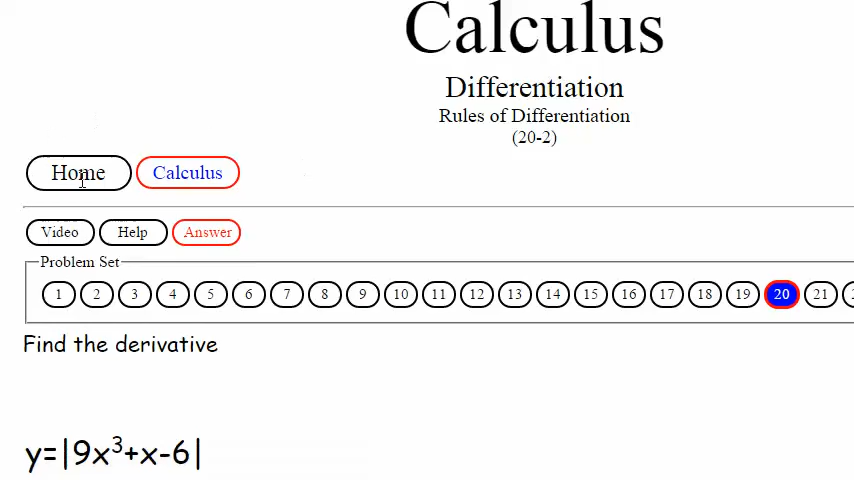 Calculus
Differentiation
Rules of Differentiation
(20-2)
Home Calculus
Video Help Answer
Problem Set
1 2 3 4 5 6 7 8 9 10 11 12 13 14 15 16 17 18 19 20 21
Find the derivative
y=|9x³+x-6|